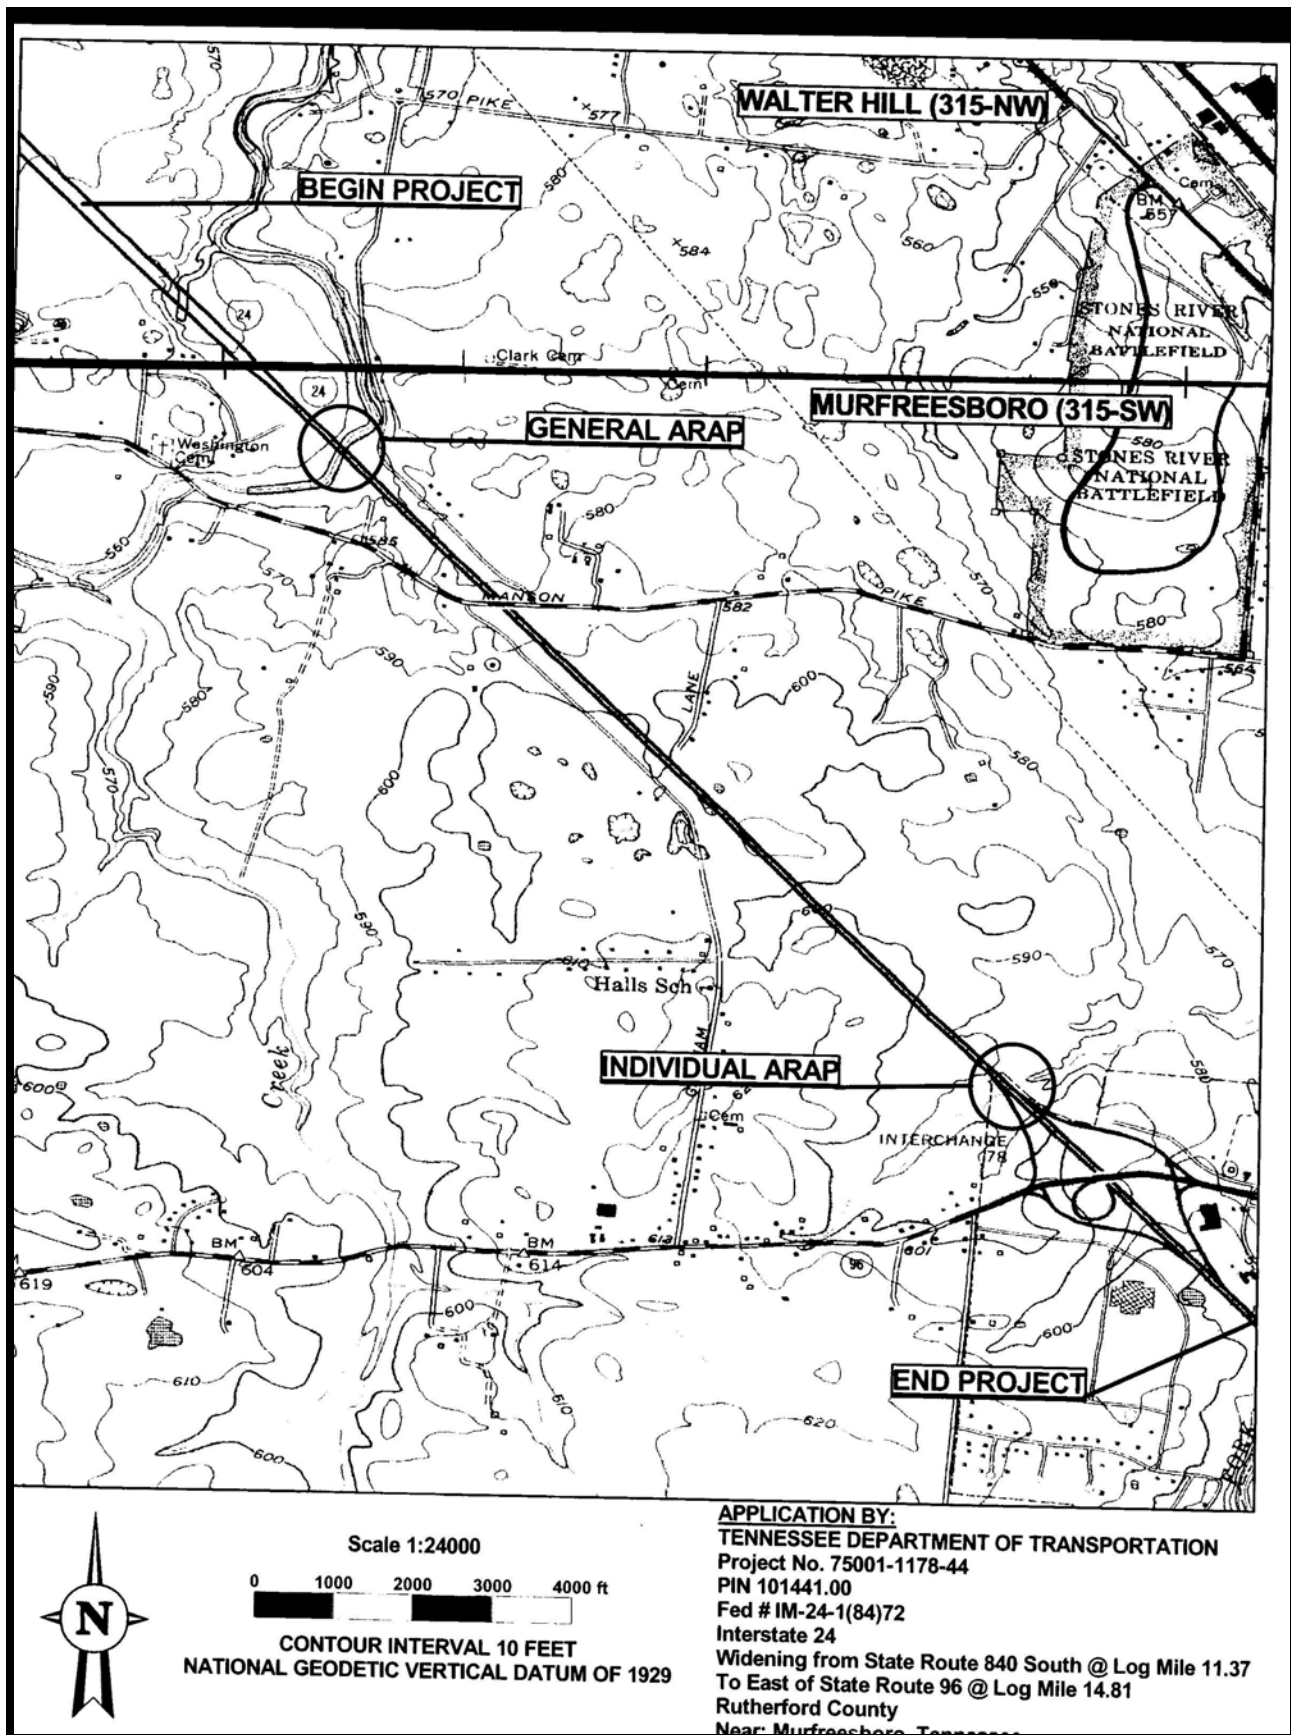 570
570 PIKE
577
WALTER HILL (315-NW)
BEGIN PROJECT
580
Cem
BM
557
584
560
550
24
STONES RIVER
NATIONAL
BATTLEFIELD
Clark Cem
Cem
24
MURFREESBORO (315-SW)
GENERAL ARAP
580
Washington
Cem
STONES RIVER
NATIONAL
BATTLEFIELD
580
560
585
570
MANSON
PIKE
582
570
580
564
590
590
580
LANE
600
570
600
580
590
600
610
590
570
Halls Sch
Creek
600
INDIVIDUAL ARAP
580
Cem
INTERCHANGE
78
BM
604
BM
614
613
601
96
619
600
600
610
610
END PROJECT
620
600
FORK
N
Scale 1:24000
0 1000 2000 3000 4000 ft
CONTOUR INTERVAL 10 FEET
NATIONAL GEODETIC VERTICAL DATUM OF 1929
APPLICATION BY:
TENNESSEE DEPARTMENT OF TRANSPORTATION
Project No. 75001-1178-44
PIN 101441.00
Fed # IM-24-1(84)72
Interstate 24
Widening from State Route 840 South @ Log Mile 11.37
To East of State Route 96 @ Log Mile 14.81
Rutherford County
Near: Murfreesboro, Tennessee